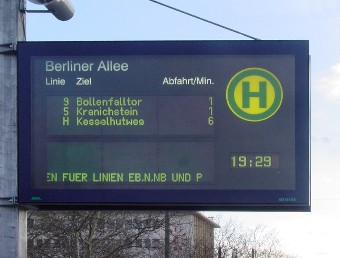 Berliner Allee
Linie Ziel Abfahrt/Min.
9 Bollenfalltor 1
5 Kranichstein 1
H Kesselhutweg 6
H
19:29
EN FUER LINIEN EB.N.NB UND P